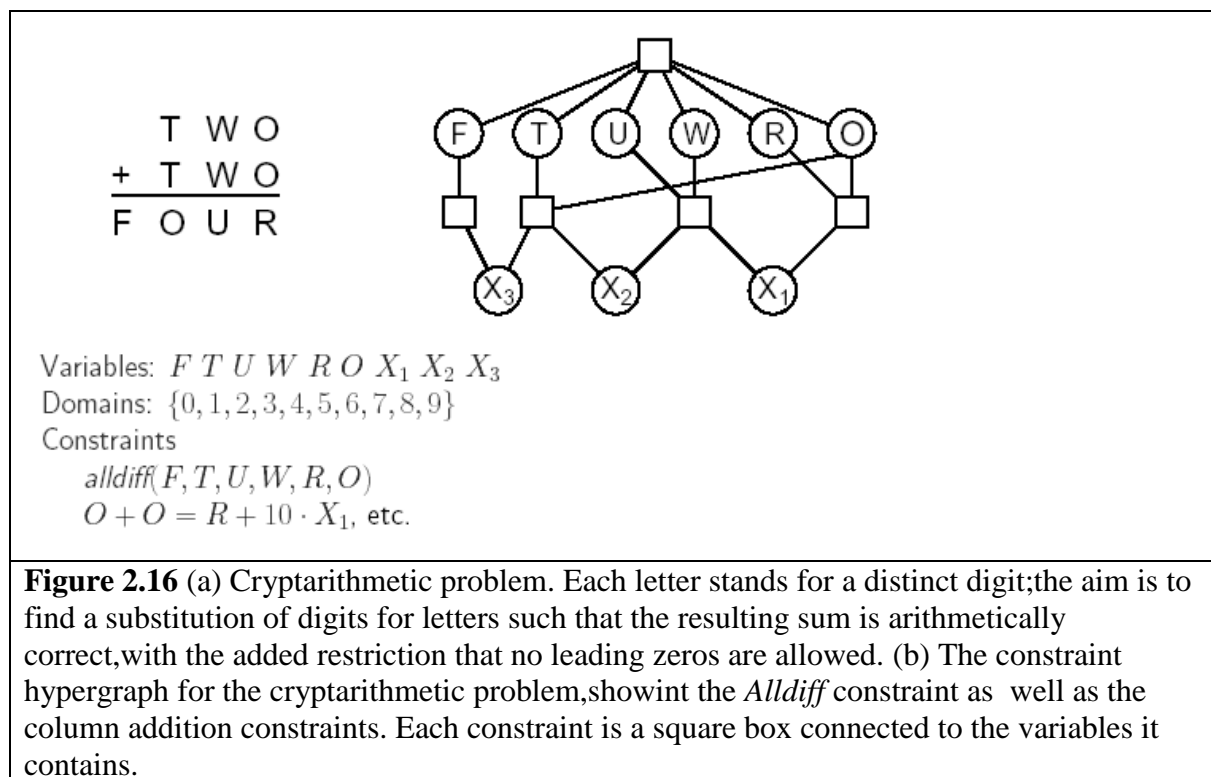 T W O
+ T W O
F O U R
F T U W R O
X₃ X₂ X₁
Variables: F T U W R O X₁ X₂ X₃
Domains: {0, 1, 2, 3, 4, 5, 6, 7, 8, 9}
Constraints
alldiff(F, T, U, W, R, O)
O + O = R + 10 · X₁, etc.
Figure 2.16 (a) Cryptarithmetic problem. Each letter stands for a distinct digit;the aim is to
find a substitution of digits for letters such that the resulting sum is arithmetically
correct,with the added restriction that no leading zeros are allowed. (b) The constraint
hypergraph for the cryptarithmetic problem,showint the Alldiff constraint as well as the
column addition constraints. Each constraint is a square box connected to the variables it
contains.